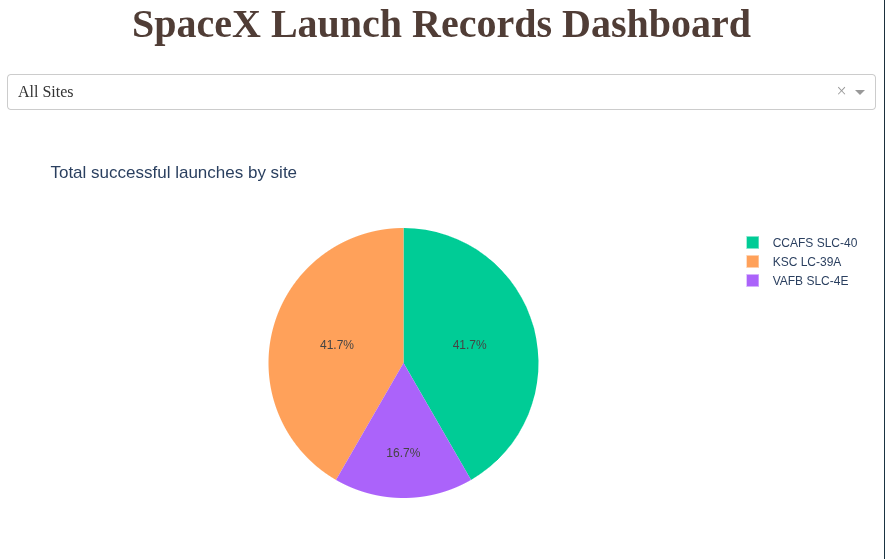 SpaceX Launch Records Dashboard
All Sites ×
Total successful launches by site
CCAFS SLC-40
KSC LC-39A
VAFB SLC-4E
41.7% 41.7%
16.7%